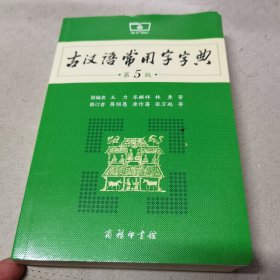 古汉语常用字字典
第5版
原编者 王力 岑麒祥 林焘 等
修订者 蒋绍愚 唐作藩 张万起 等
商务印书馆